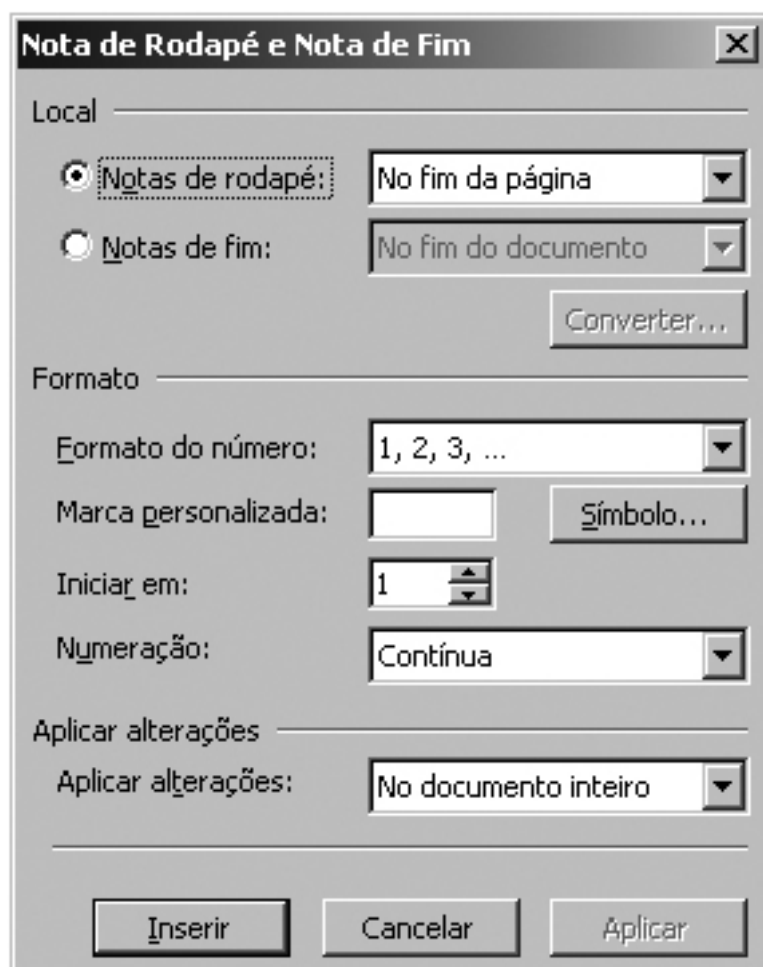 Nota de Rodapé e Nota de Fim
Local
Notas de rodapé: No fim da página
Notas de fim: No fim do documento
Converter...
Formato
Formato do número: 1, 2, 3, ...
Marca personalizada: Símbolo...
Iniciar em: 1
Numeração: Contínua
Aplicar alterações
Aplicar alterações: No documento inteiro
Inserir Cancelar Aplicar